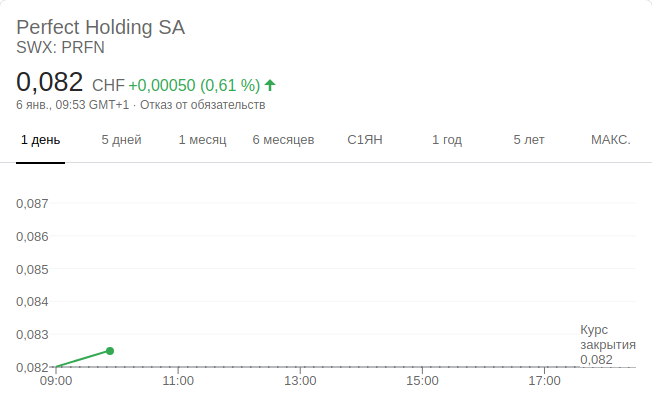 Perfect Holding SA
SWX: PRFN
0,082 CHF +0,00050 (0,61 %)
6 янв., 09:53 GMT+1 · Отказ от обязательств
1 день 5 дней 1 месяц 6 месяцев С1ЯН 1 год 5 лет МАКС.
0,087
0,086
0,085
0,084
0,083
Курс
закрытия
0,082
0,082
09:00 11:00 13:00 15:00 17:00